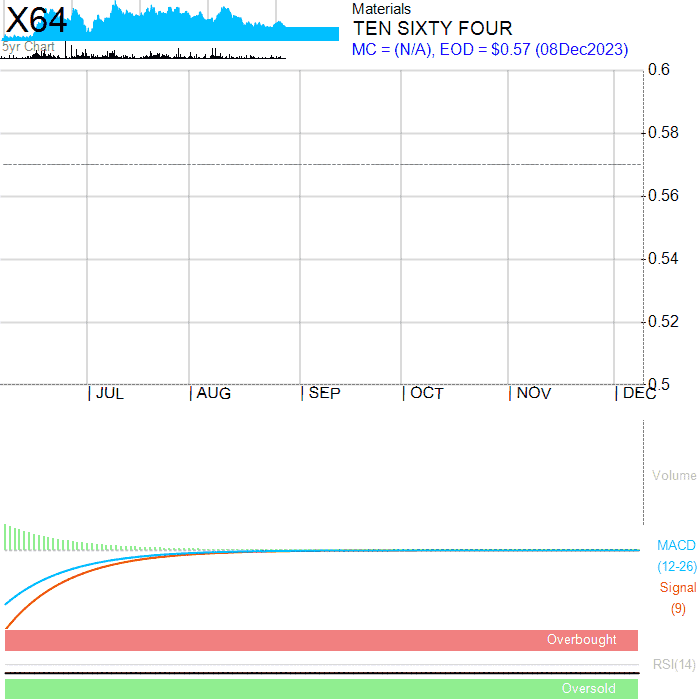 X64
5yr Chart
Materials
TEN SIXTY FOUR
MC = (N/A), EOD = $0.57 (08Dec2023)
0.6
0.58
0.56
0.54
0.52
0.5
| JUL | AUG | SEP | OCT | NOV | DEC
Volume
MACD
(12-26)
Signal
(9)
Overbought
RSI(14)
Oversold